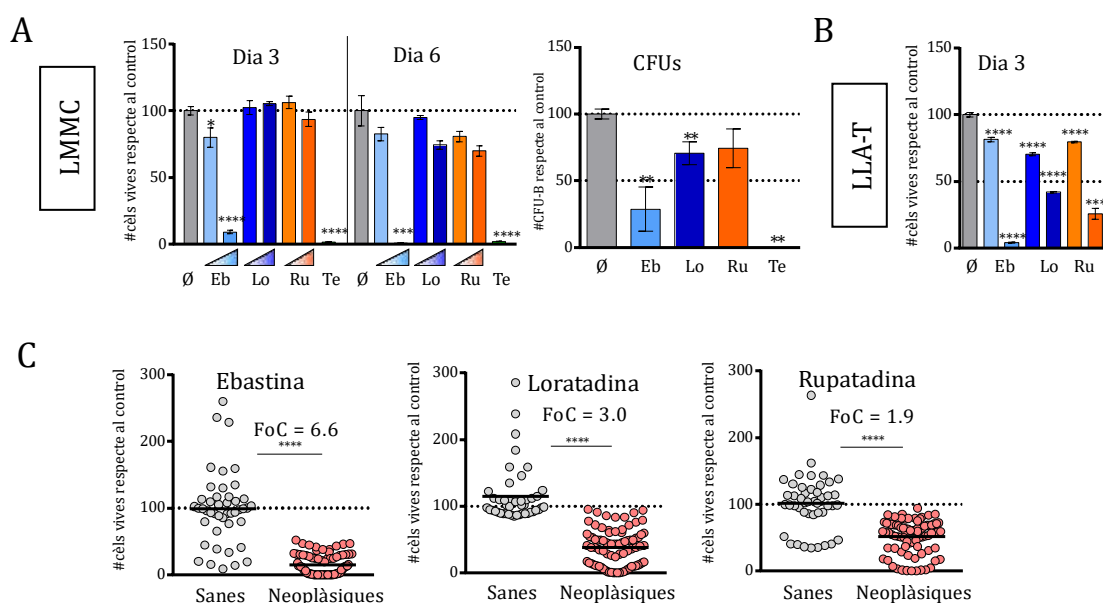 A
LMMC
#cèls vives respecte al control
150
100
50
0
Dia 3
Dia 6
*
****
****
***
****
Ø Eb Lo Ru Te Ø Eb Lo Ru Te
#CFU-B respecte al control
150
100
50
0
CFUs
**
**
**
Ø Eb Lo Ru Te
B
LLA-T
#cèls vives respecte al control
150
100
50
0
Dia 3
****
****
****
****
****
***
Ø Eb Lo Ru
C
#cèls vives respecte al control
300
200
100
0
Ebastina
FoC = 6.6
****
Sanes Neoplàsiques
#cèls vives respecte al control
300
200
100
0
Loratadina
FoC = 3.0
****
Sanes Neoplàsiques
#cèls vives respecte al control
300
200
100
0
Rupatadina
FoC = 1.9
****
Sanes Neoplàsiques